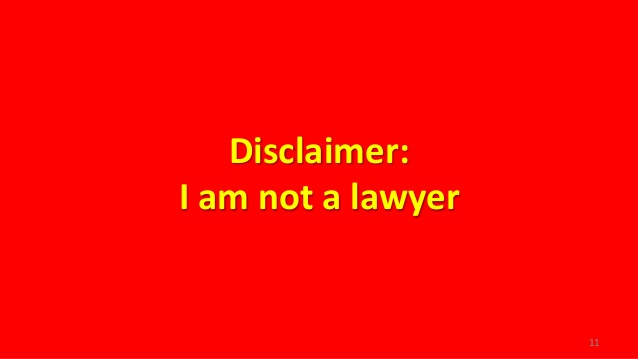 Disclaimer:
I am not a lawyer
11